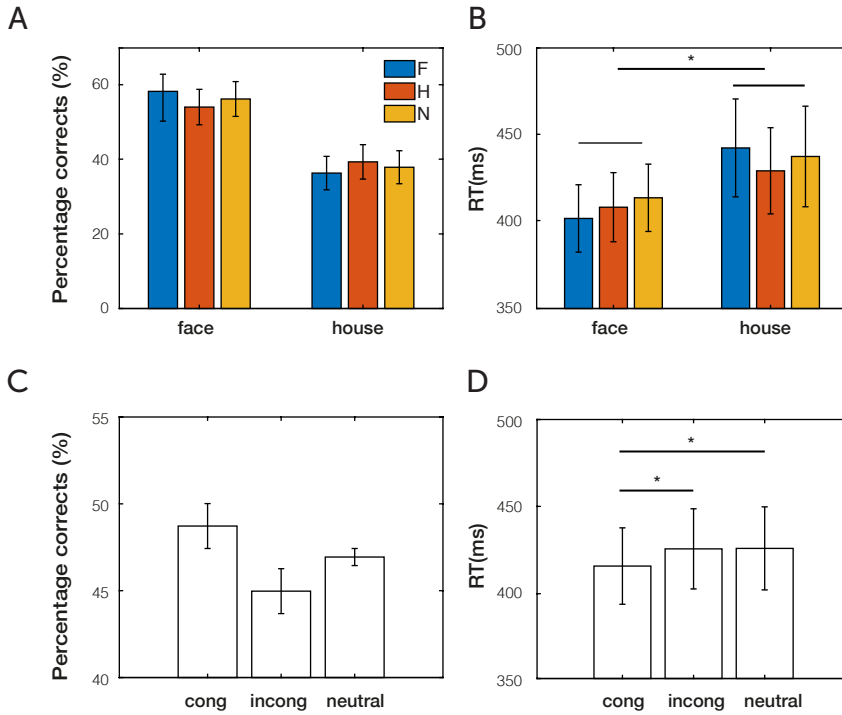 A
Percentage corrects (%)
60
40
20
0
F
H
N
face
house
B
RT(ms)
500
450
400
350
*
face
house
C
Percentage corrects (%)
55
50
45
40
cong
incong
neutral
D
RT(ms)
500
450
400
350
*
*
cong
incong
neutral